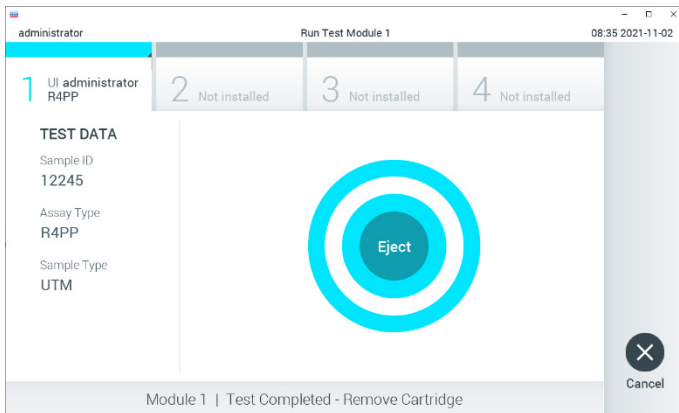 administrator Run Test Module 1 08:35 2021-11-02
1 UI administrator
R4PP
2 Not installed
3 Not installed
4 Not installed
TEST DATA
Sample ID
12245
Assay Type
R4PP
Sample Type
UTM
Eject
Cancel
Module 1 | Test Completed - Remove Cartridge